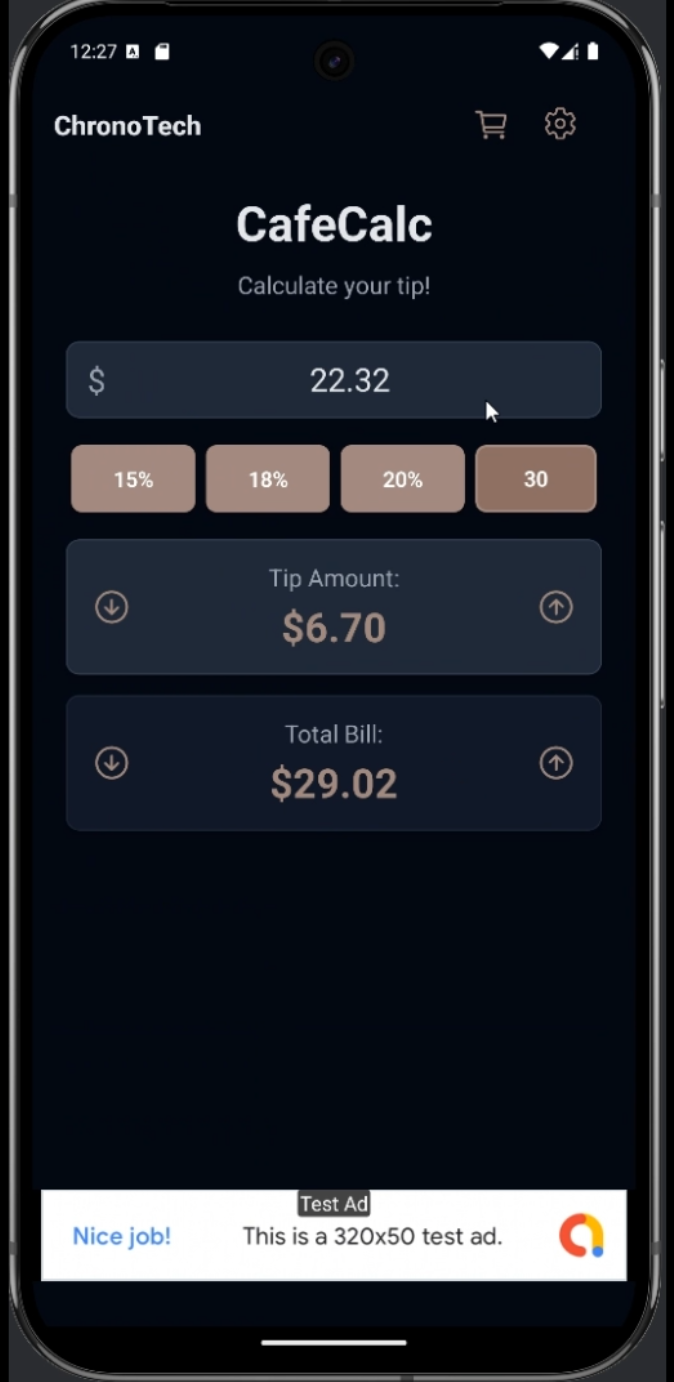 12:27
ChronoTech
CafeCalc
Calculate your tip!
$ 22.32
15% 18% 20% 30
Tip Amount:
$6.70
Total Bill:
$29.02
Test Ad
Nice job! This is a 320x50 test ad.